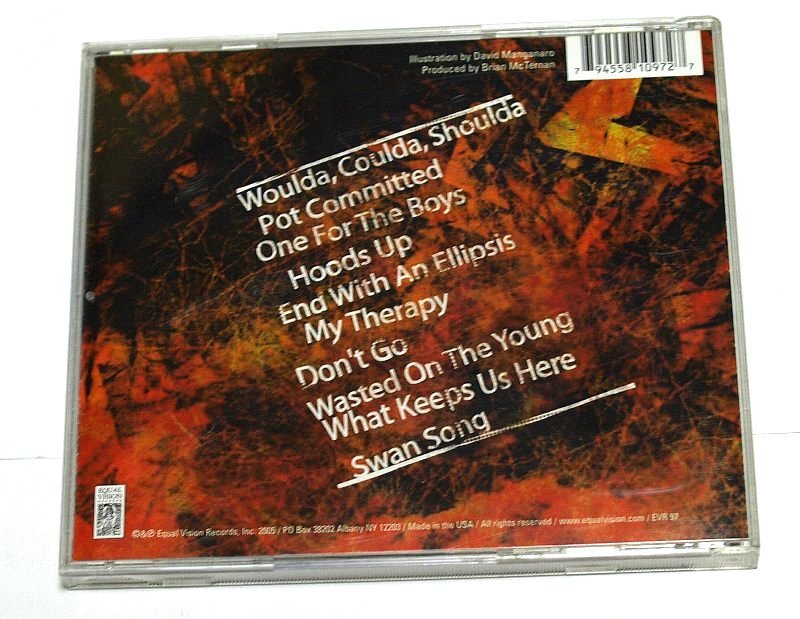 Illustration by David Manganaro
Produced by Brian McTernan
7 94558 10972 7
Woulda, Coulda, Shoulda
Pot Committed
One For The Boys
Hoods Up
End With An Ellipsis
My Therapy
Don't Go
Wasted On The Young
What Keeps Us Here
Swan Song
EQUAL
VISION
©&℗ Equal Vision Records, Inc. 2005 / PO Box 38202 Albany NY 12203 / Made in the USA / All rights reserved / www.equalvision.com / EVR 97